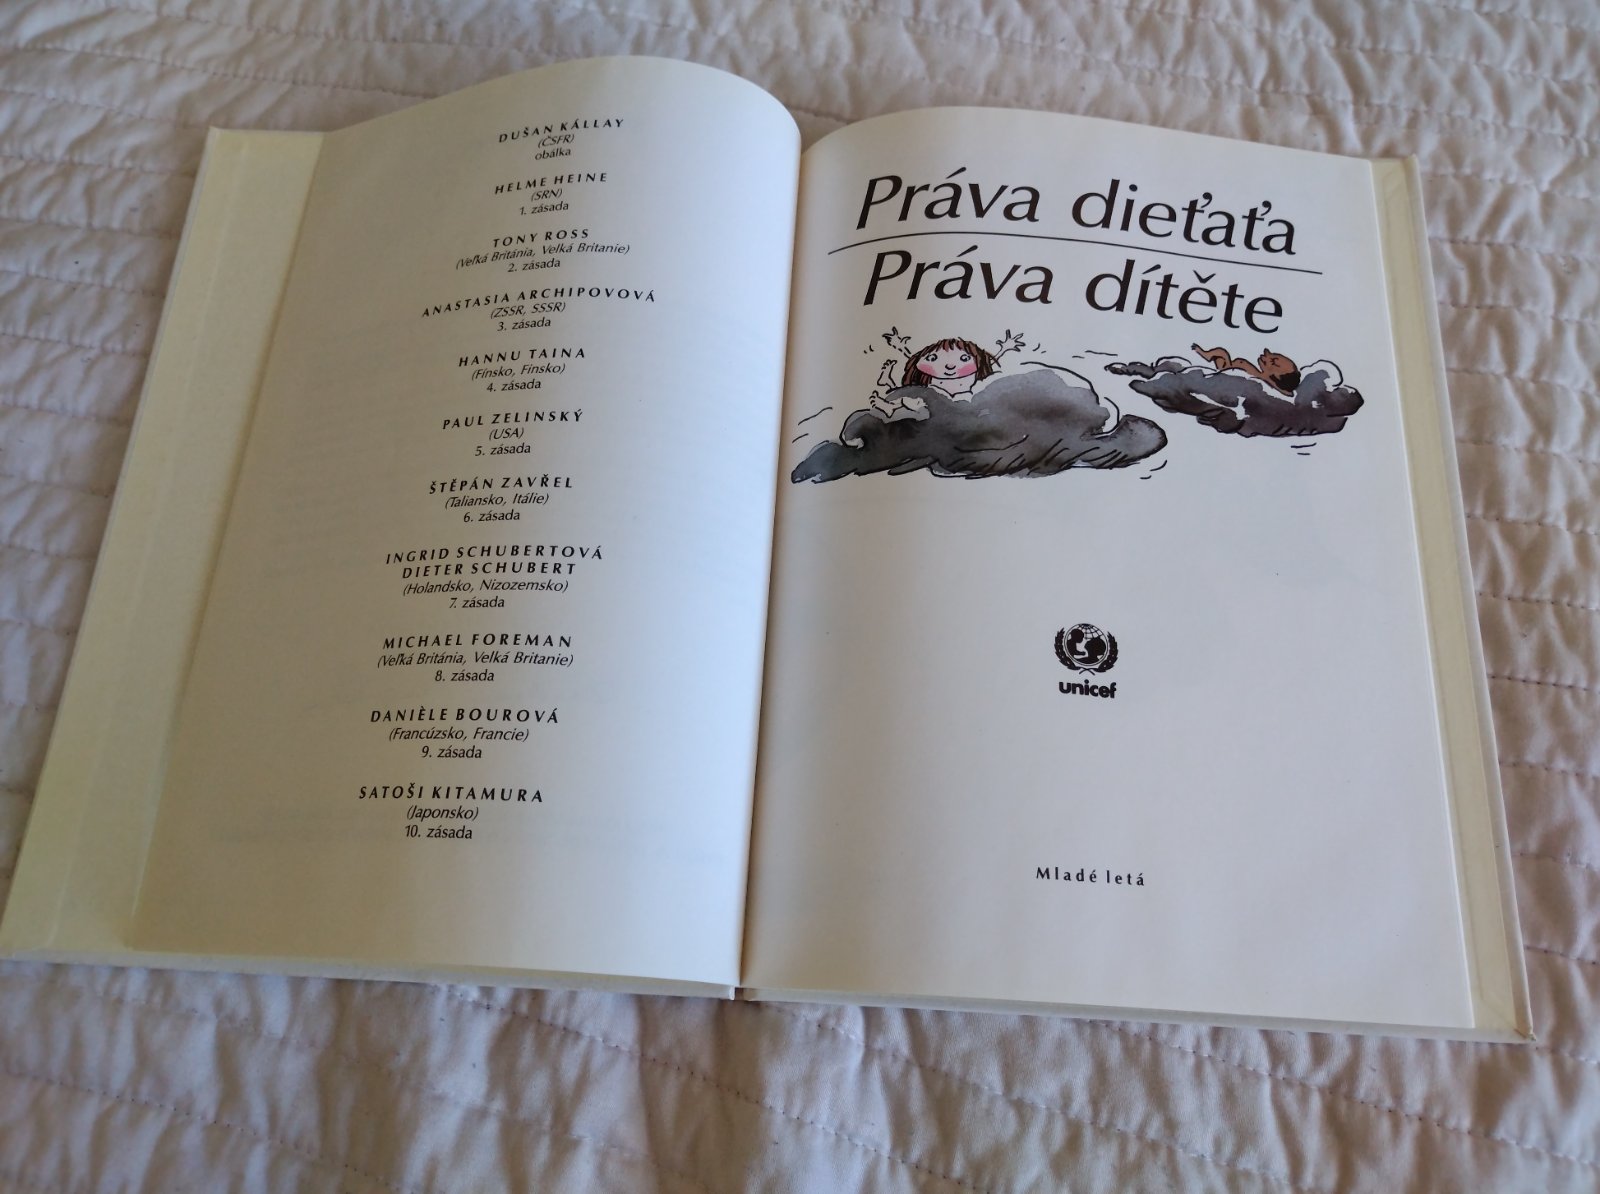 DUŠAN KÁLLAY
(ČSFR)
obálka
HELME HEINE
(SRN)
1. zásada
TONY ROSS
(Veľká Británia, Velká Britanie)
2. zásada
ANASTASIA ARCHIPOVOVÁ
(ZSSR, SSSR)
3. zásada
HANNU TAINA
(Fínsko, Finsko)
4. zásada
PAUL ZELINSKÝ
(USA)
5. zásada
ŠTĚPÁN ZAVŘEL
(Taliansko, Itálie)
6. zásada
INGRID SCHUBERTOVÁ
DIETER SCHUBERT
(Holandsko, Nizozemsko)
7. zásada
MICHAEL FOREMAN
(Veľká Británia, Velká Britanie)
8. zásada
DANIÈLE BOUROVÁ
(Francúzsko, Francie)
9. zásada
SATOŠI KITAMURA
(Japonsko)
10. zásada
Práva dieťaťa
Práva dítěte
unicef
Mladé letá